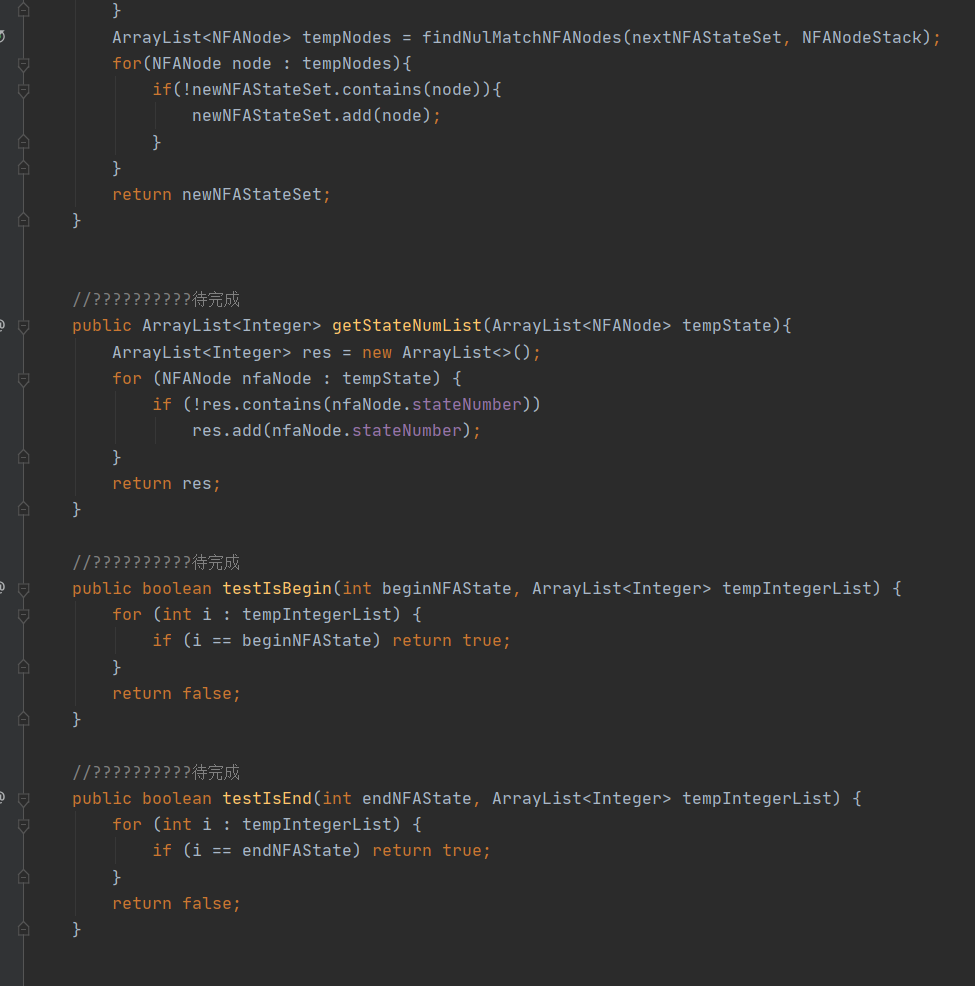 }
ArrayList<NFANode> tempNodes = findNulMatchNFANodes(nextNFAStateSet, NFANodeStack);
for(NFANode node : tempNodes){
if(!newNFAStateSet.contains(node)){
newNFAStateSet.add(node);
}
}
return newNFAStateSet;
}
//??????????待完成
public ArrayList<Integer> getStateNumList(ArrayList<NFANode> tempState){
ArrayList<Integer> res = new ArrayList<>();
for (NFANode nfaNode : tempState) {
if (!res.contains(nfaNode.stateNumber))
res.add(nfaNode.stateNumber);
}
return res;
}
//??????????待完成
public boolean testIsBegin(int beginNFAState, ArrayList<Integer> tempIntegerList) {
for (int i : tempIntegerList) {
if (i == beginNFAState) return true;
}
return false;
}
//??????????待完成
public boolean testIsEnd(int endNFAState, ArrayList<Integer> tempIntegerList) {
for (int i : tempIntegerList) {
if (i == endNFAState) return true;
}
return false;
}